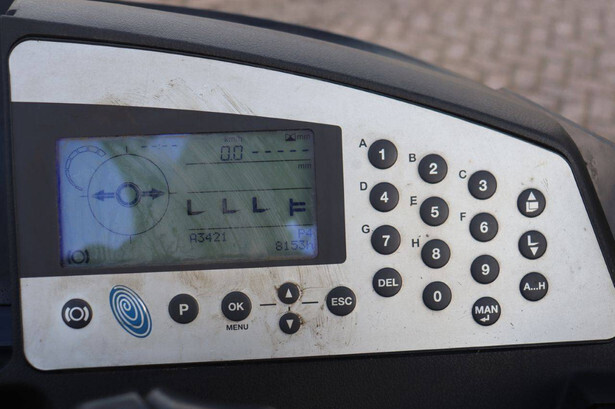 km/h
0.0
mm
A3421
8153
A 1
B 2
C 3
D 4
E 5
F 6
G 7
H 8
9
DEL
0
MAN
A...H
L
P
OK
MENU
ESC